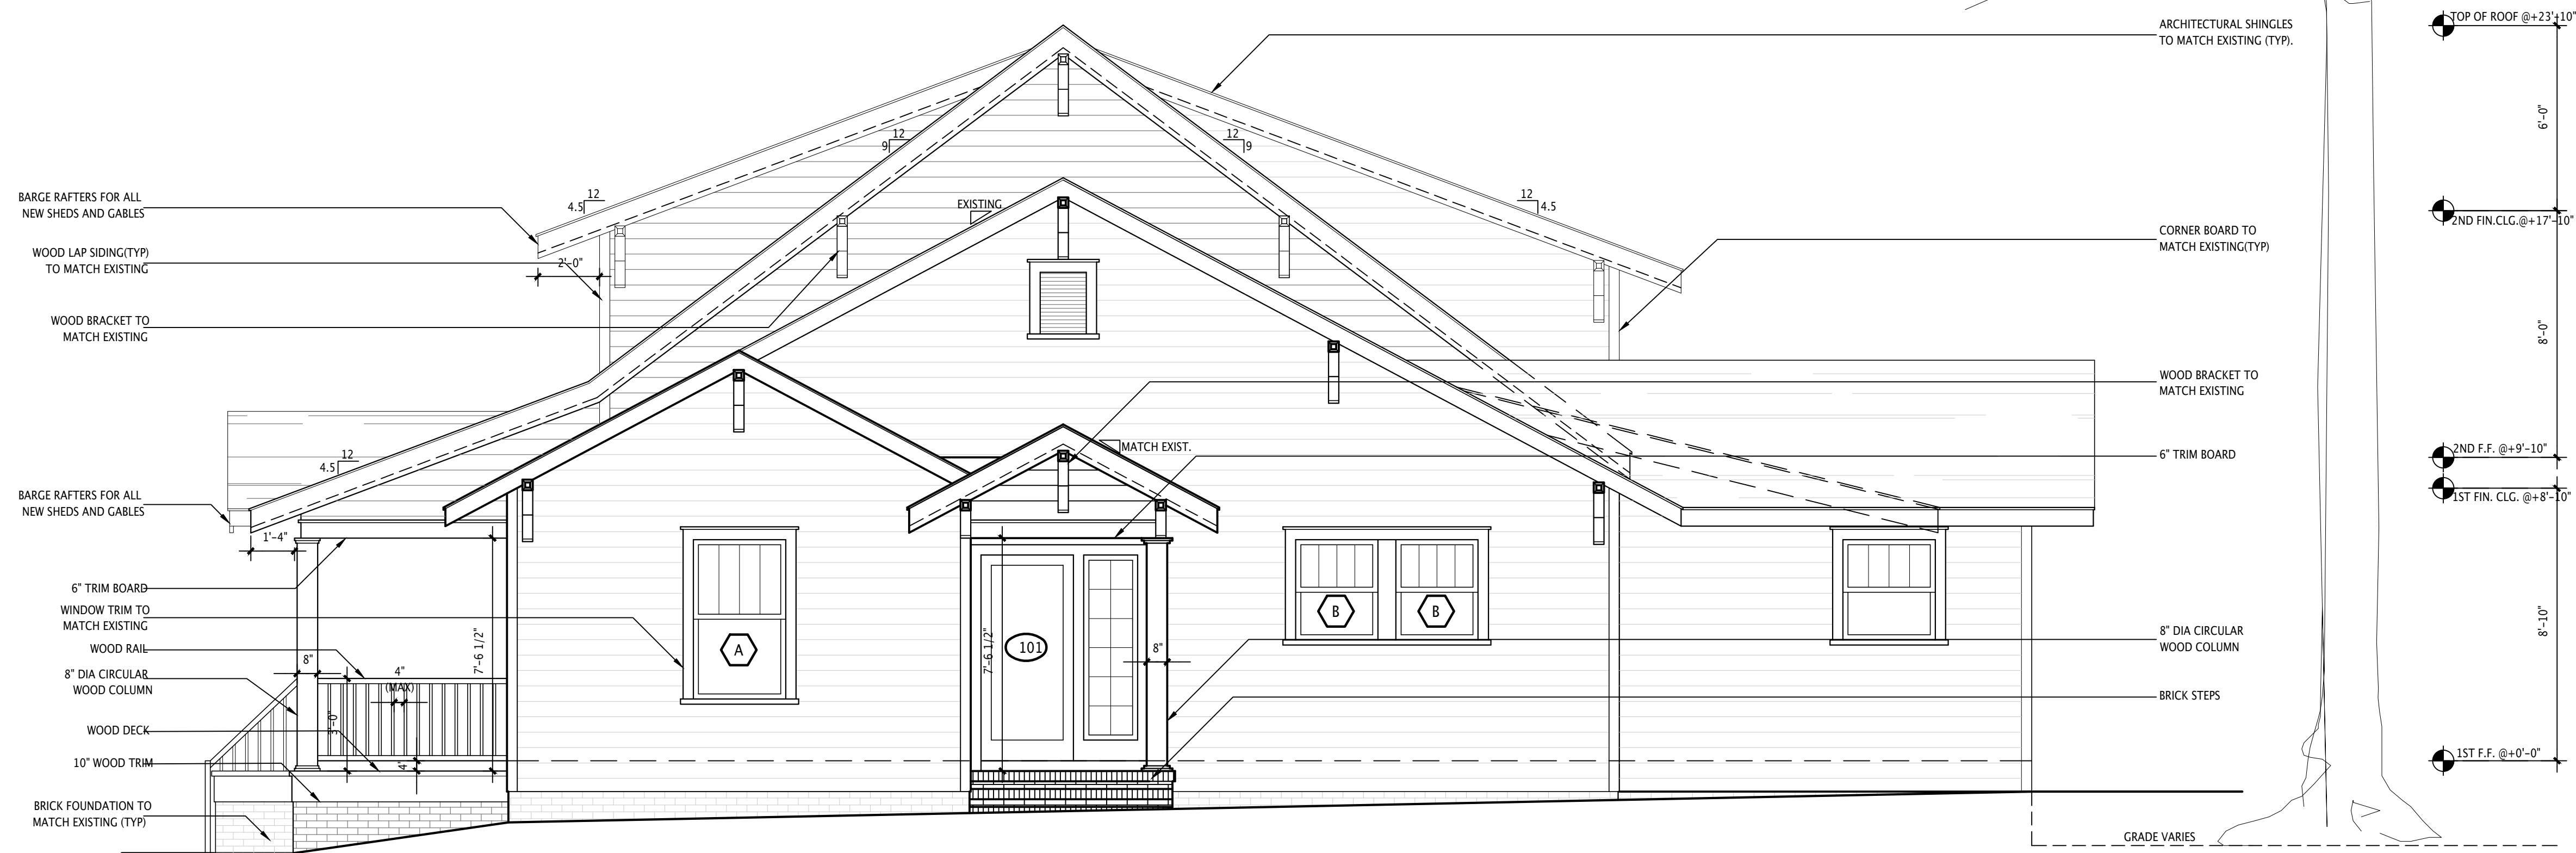 BARGE RAFTERS FOR ALL
NEW SHEDS AND GABLES
WOOD LAP SIDING(TYP)
TO MATCH EXISTING
WOOD BRACKET TO
MATCH EXISTING
BARGE RAFTERS FOR ALL
NEW SHEDS AND GABLES
6" TRIM BOARD
WINDOW TRIM TO
MATCH EXISTING
WOOD RAIL
8" DIA CIRCULAR
WOOD COLUMN
WOOD DECK
10" WOOD TRIM
BRICK FOUNDATION TO
MATCH EXISTING (TYP)
12
4.5
2'-0"
12
9
12
9
12
4.5
EXISTING
12
4.5
MATCH EXIST.
1'-4"
8"
4"
(MAX)
3'-0"
4"
7'-6 1/2"
A
7'-6 1/2"
101
8"
B
B
ARCHITECTURAL SHINGLES
TO MATCH EXISTING (TYP).
CORNER BOARD TO
MATCH EXISTING(TYP)
WOOD BRACKET TO
MATCH EXISTING
6" TRIM BOARD
8" DIA CIRCULAR
WOOD COLUMN
BRICK STEPS
GRADE VARIES
TOP OF ROOF @+23'+10"
6'-0"
2ND FIN.CLG.@+17'-10"
8'-0"
2ND F.F. @+9'-10"
1ST FIN. CLG. @+8'-10"
8'-10"
1ST F.F. @+0'-0"